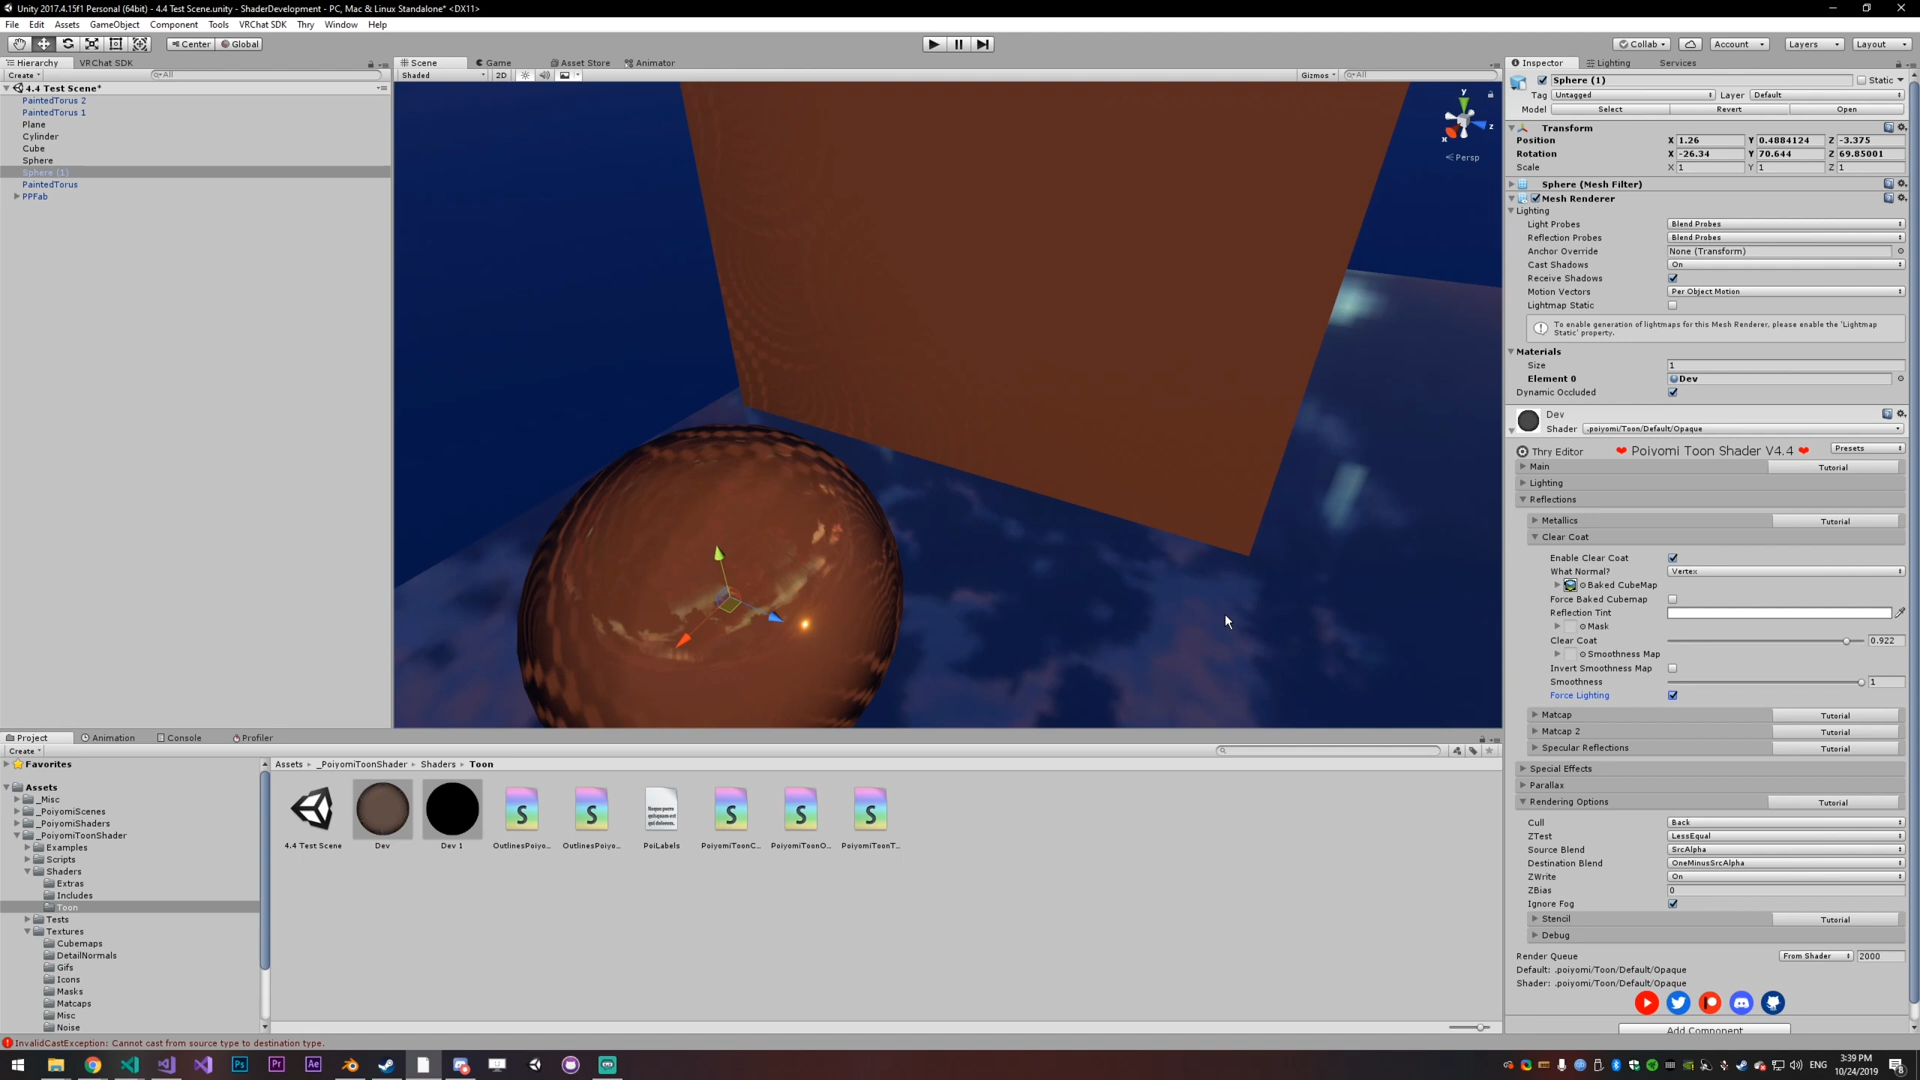 Unity 2017.4.15f1 Personal (64bit) - 4.4 Test Scene.unity - ShaderDevelopment - PC, Mac & Linux Standalone* <DX11>
File Edit Assets GameObject Component Tools VRChat SDK Thry Window Help
Center Global
Collab Account Layers Layout
Hierarchy VRChat SDK
Create All
4.4 Test Scene*
PaintedTorus 2
PaintedTorus 1
Plane
Cylinder
Cube
Sphere
Sphere (1)
PaintedTorus
PPFab
Scene Game Asset Store Animator
Shaded 2D Gizmos All
y
x
z
Persp
Inspector Lighting Services
Sphere (1) Static
Tag Untagged Layer Default
Model Select Revert Open
Transform
Position X 1.26 Y 0.4884124 Z -3.375
Rotation X -26.34 Y 70.644 Z 69.85001
Scale X 1 Y 1 Z 1
Sphere (Mesh Filter)
Mesh Renderer
Lighting
Light Probes Blend Probes
Reflection Probes Blend Probes
Anchor Override None (Transform)
Cast Shadows On
Receive Shadows
Motion Vectors Per Object Motion
Lightmap Static
To enable generation of lightmaps for this Mesh Renderer, please enable the 'Lightmap
Static' property.
Materials
Size 1
Element 0 Dev
Dynamic Occluded
Dev
Shader .poiyomi/Toon/Default/Opaque
Thry Editor ❤ Poiyomi Toon Shader V4.4 ❤ Presets
Main Tutorial
Lighting
Reflections
Metallics Tutorial
Clear Coat
Enable Clear Coat
What Normal? Vertex
Baked CubeMap
Force Baked Cubemap
Reflection Tint
Mask
Clear Coat 0.922
Smoothness Map
Invert Smoothness Map
Smoothness 1
Force Lighting
Matcap Tutorial
Matcap 2 Tutorial
Specular Reflections Tutorial
Special Effects
Parallax
Rendering Options Tutorial
Cull Back
ZTest LessEqual
Source Blend SrcAlpha
Destination Blend OneMinusSrcAlpha
ZWrite On
ZBias 0
Ignore Fog
Stencil Tutorial
Debug
Render Queue From Shader 2000
Default: .poiyomi/Toon/Default/Opaque
Shader: .poiyomi/Toon/Default/Opaque
Add Component
Project Animation Console Profiler
Create
Favorites
Assets
_Misc
_PoiyomiScenes
_PoiyomiShaders
_PoiyomiToonShader
Examples
Scripts
Shaders
Extras
Includes
Toon
Tests
Textures
Cubemaps
DetailNormals
Gifs
Icons
Masks
Matcaps
Misc
Noise
Assets _PoiyomiToonShader Shaders Toon
4.4 Test Scene Dev Dev 1 OutlinesPoiyo... OutlinesPoiyo... PoiLabels PoiyomiToonC... PoiyomiToonO... PoiyomiToonT...
InvalidCastException: Cannot cast from source type to destination type.
Ps Pr Ae
ENG
3:39 PM
10/24/2019